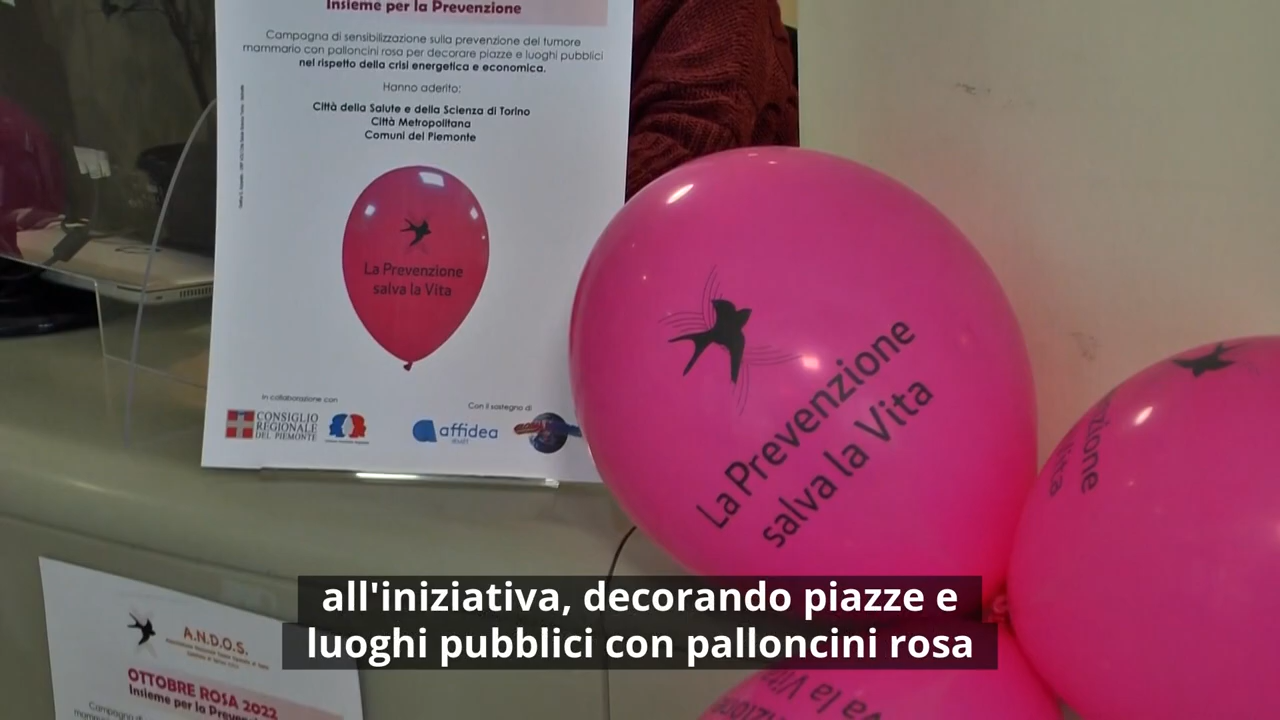 Insieme per la Prevenzione
Campagna di sensibilizzazione sulla prevenzione del tumore
mammario con palloncini rosa per decorare piazze e luoghi pubblici
nel rispetto della crisi energetica e economica.
Hanno aderito:
Città della Salute e della Scienza di Torino
Città Metropolitana
Comuni del Piemonte
La Prevenzione
salva la Vita
In collaborazione con
Con il sostegno di
CONSIGLIO
REGIONALE
DEL PIEMONTE
affidea
La Prevenzione
salva la Vita
zione
Vita
A.N.D.O.S.
OTTOBRE ROSA 2022
Insieme per la Preven
Campagna di
all'iniziativa, decorando piazze e
luoghi pubblici con palloncini rosa